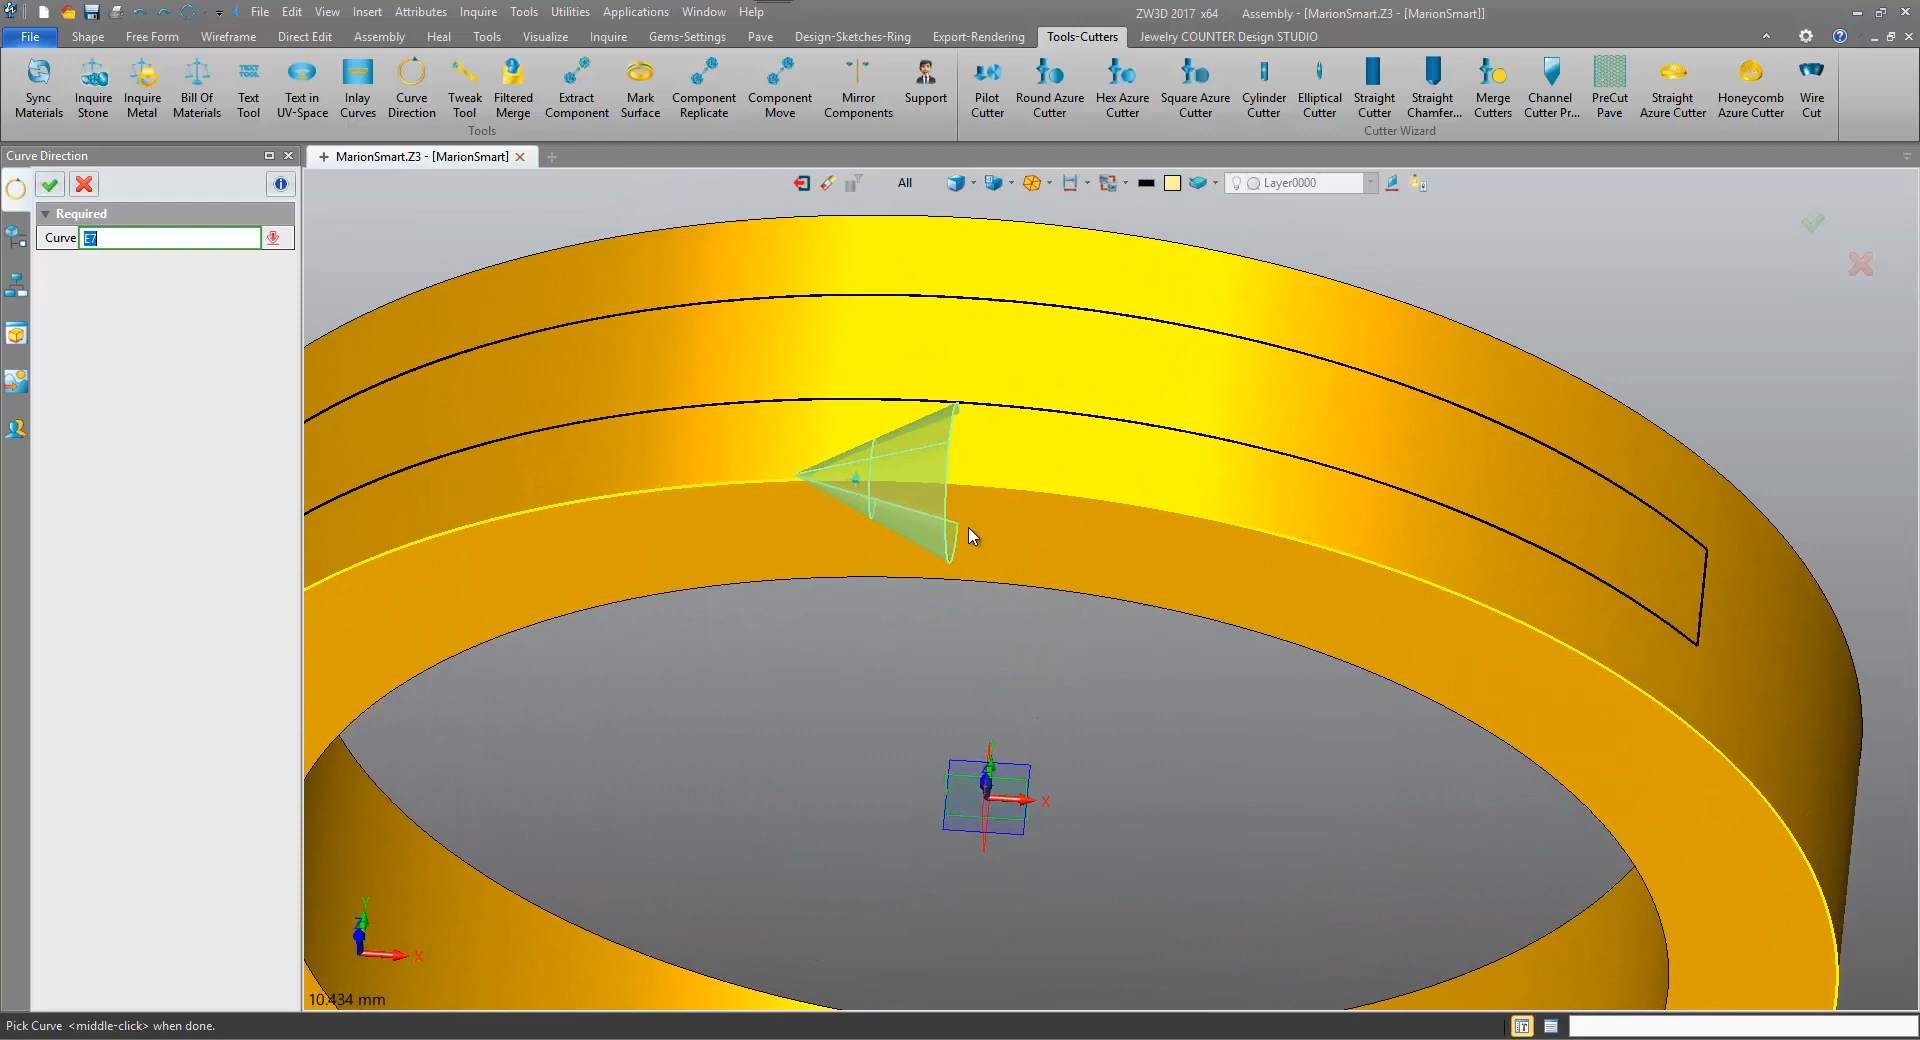 File Edit View Insert Attributes Inquire Tools Utilities Applications Window Help
ZW3D 2017 x64 Assembly - [MarionSmart.Z3 - [MarionSmart]]
File Shape Free Form Wireframe Direct Edit Assembly Heal Tools Visualize Inquire Gems-Settings Pave Design-Sketches-Ring Export-Rendering Tools-Cutters Jewelry COUNTER Design STUDIO
TEXT
TOOL
Sync Inquire Inquire Bill Of Text Text in Inlay Curve Tweak Filtered Extract Mark Component Component Mirror Support Pilot Round Azure Hex Azure Square Azure Cylinder Elliptical Straight Straight Merge Channel PreCut Straight Honeycomb Wire
Materials Stone Metal Materials Tool UV-Space Curves Direction Tool Merge Component Surface Replicate Move Components Cutter Cutter Cutter Cutter Cutter Cutter Cutter Chamfer... Cutters Cutter Pr... Pave Azure Cutter Azure Cutter Cut
Tools Cutter Wizard
Curve Direction
MarionSmart.Z3 - [MarionSmart]
All
Layer0000
Required
Curve E7
X
Y
Z
X
10.434 mm
Pick Curve <middle-click> when done.